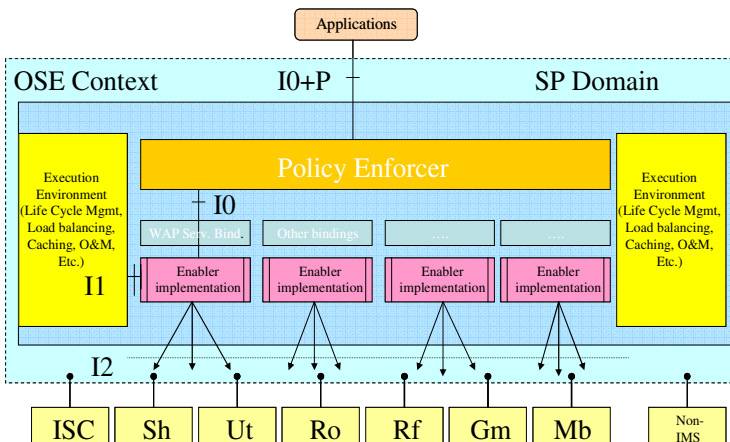 Applications
OSE Context
I0+P
SP Domain
Policy Enforcer
Execution
Environment
(Life Cycle Mgmt,
Load balancing,
Caching, O&M,
Etc.)
Execution
Environment
(Life Cycle Mgmt,
Load balancing,
Caching, O&M,
Etc.)
I0
WAP Serv. Bind.
Other bindings
….
….
I1
Enabler
implementation
Enabler
implementation
Enabler
implementation
Enabler
implementation
I2
ISC
Sh
Ut
Ro
Rf
Gm
Mb
Non-
IMS